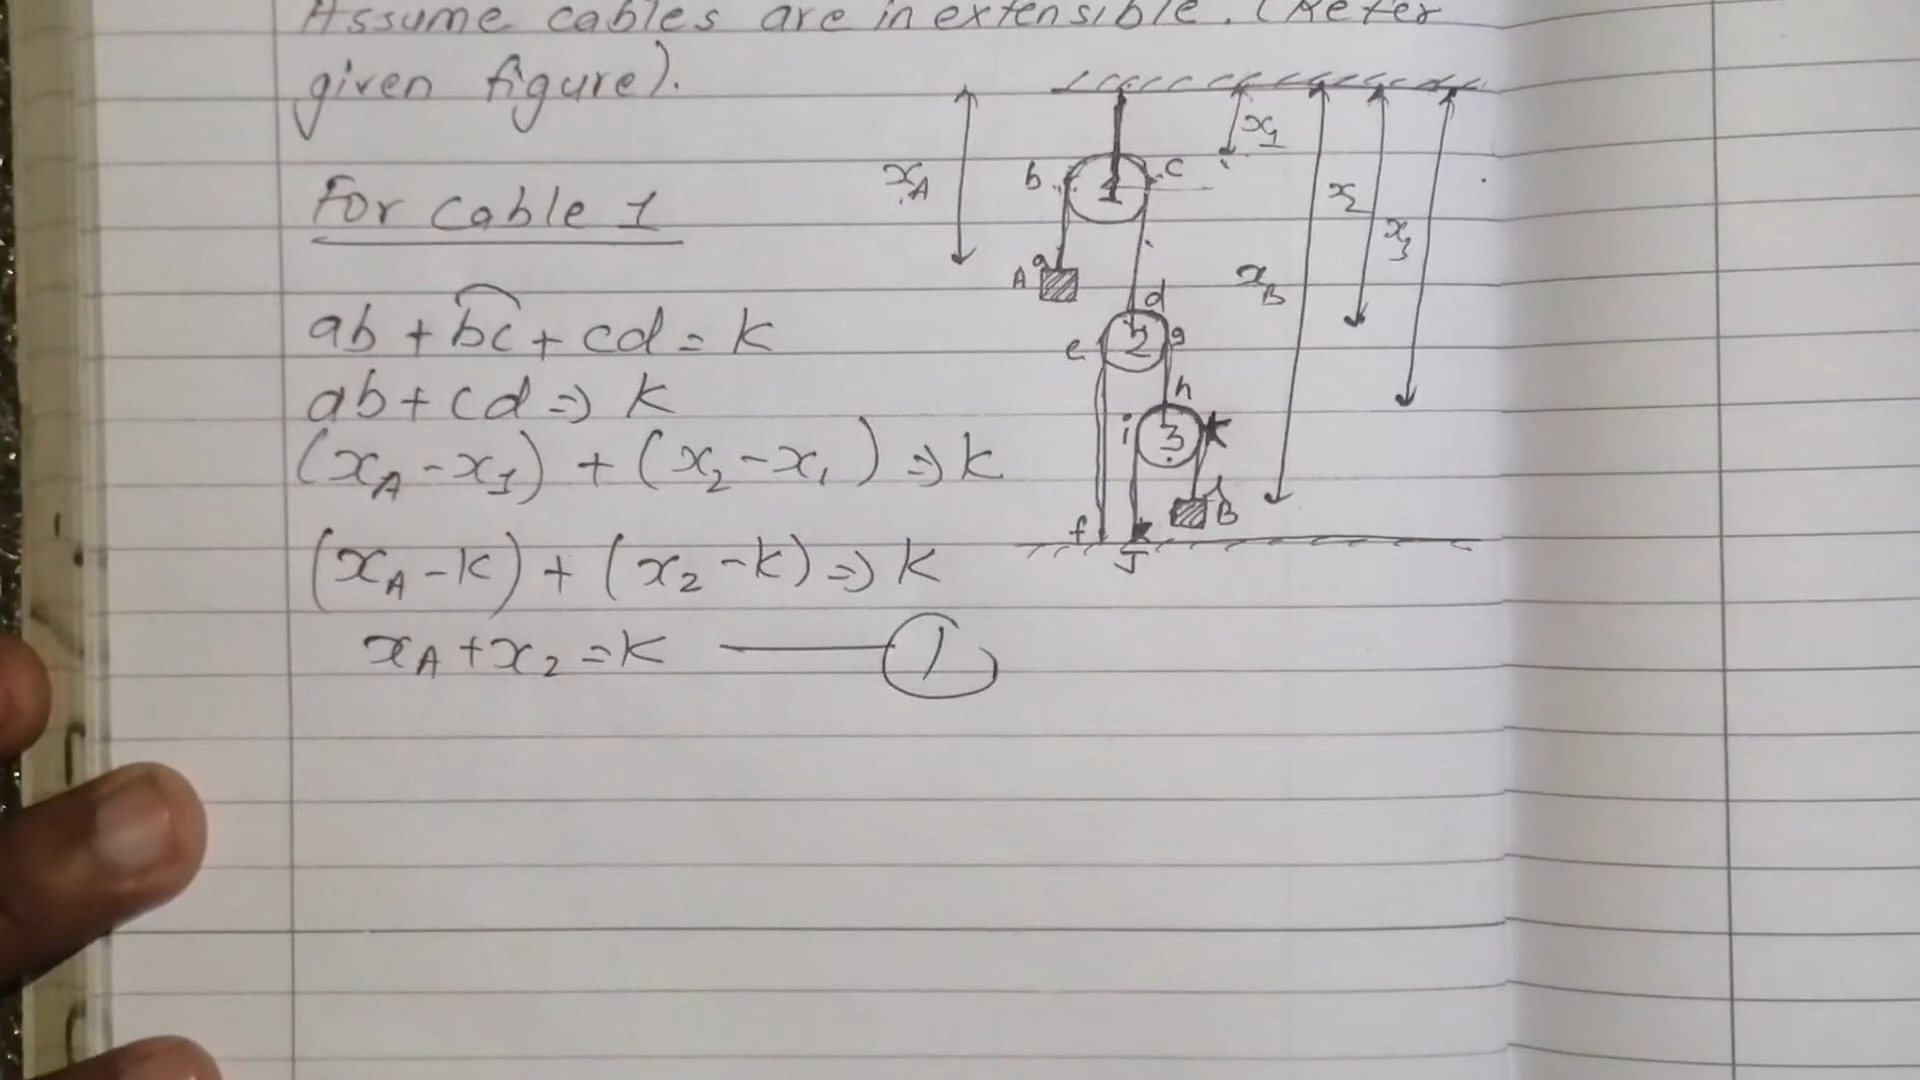 Assume cables are inextensible. (Refer
given figure).
For cable 1
ab + bc + cd = k
ab + cd => k
(xA - x1) + (x2 - x1) => k
(xA - k) + (x2 - k) => k
xA + x2 = k 1
xA
x1
b
c
1
x2
x3
a
A
xB
d
e
2
g
h
i
3
k
B
f
J